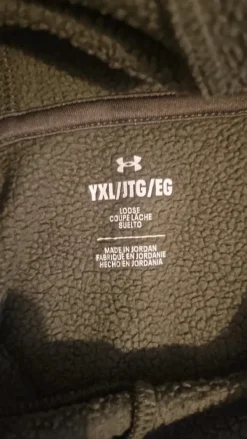 YXL/JTG/EG
LOOSE
COUPE LÂCHE
SUELTO
MADE IN JORDAN
FABRIQUÉ EN JORDANIE
HECHO EN JORDANIA